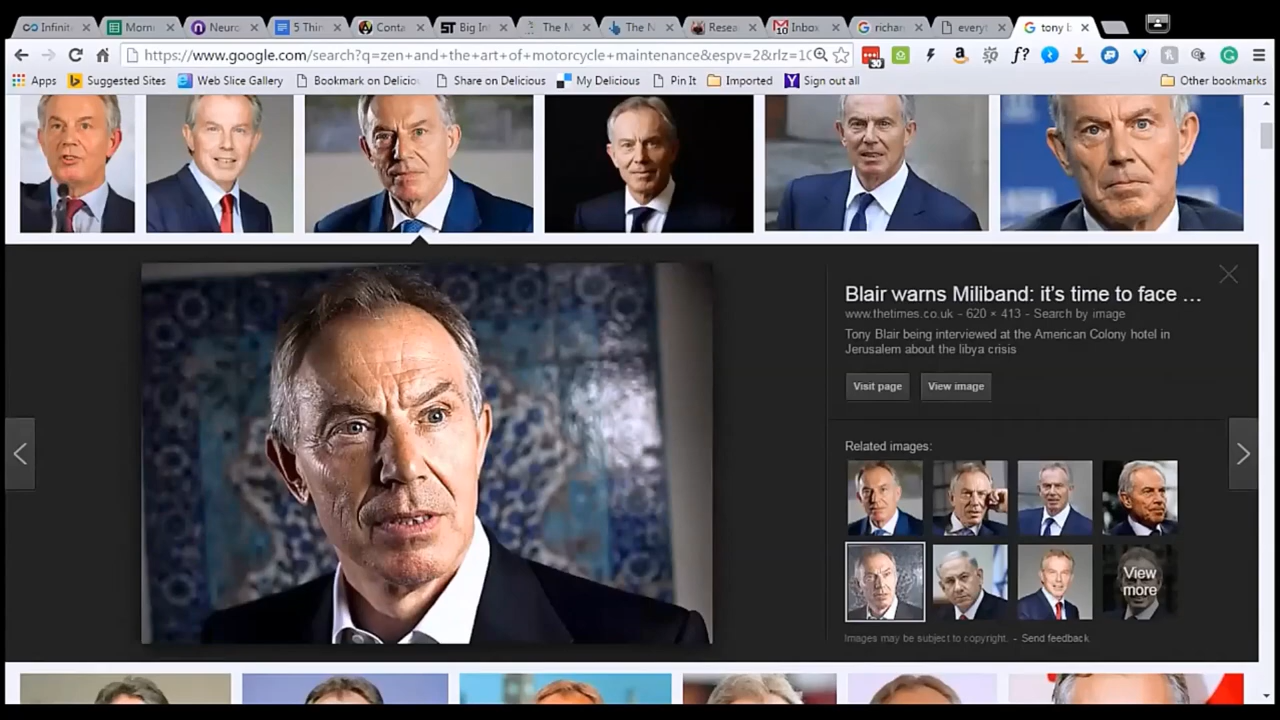 Infinit
Morni
Neuro
5 Thin
Conta
Big In
The M
The N
Resea
Inbox
richar
everyt
tony b
https://www.google.com/search?q=zen+and+the+art+of+motorcycle+maintenance&espv=2&rlz=1C
Apps
Suggested Sites
Web Slice Gallery
Bookmark on Delicio
Share on Delicious
My Delicious
Pin It
Imported
Sign out all
Other bookmarks
Blair warns Miliband: it's time to face ...
www.thetimes.co.uk - 620 × 413 - Search by image
Tony Blair being interviewed at the American Colony hotel in
Jerusalem about the libya crisis
Visit page
View image
Related images:
View
more
Images may be subject to copyright. - Send feedback